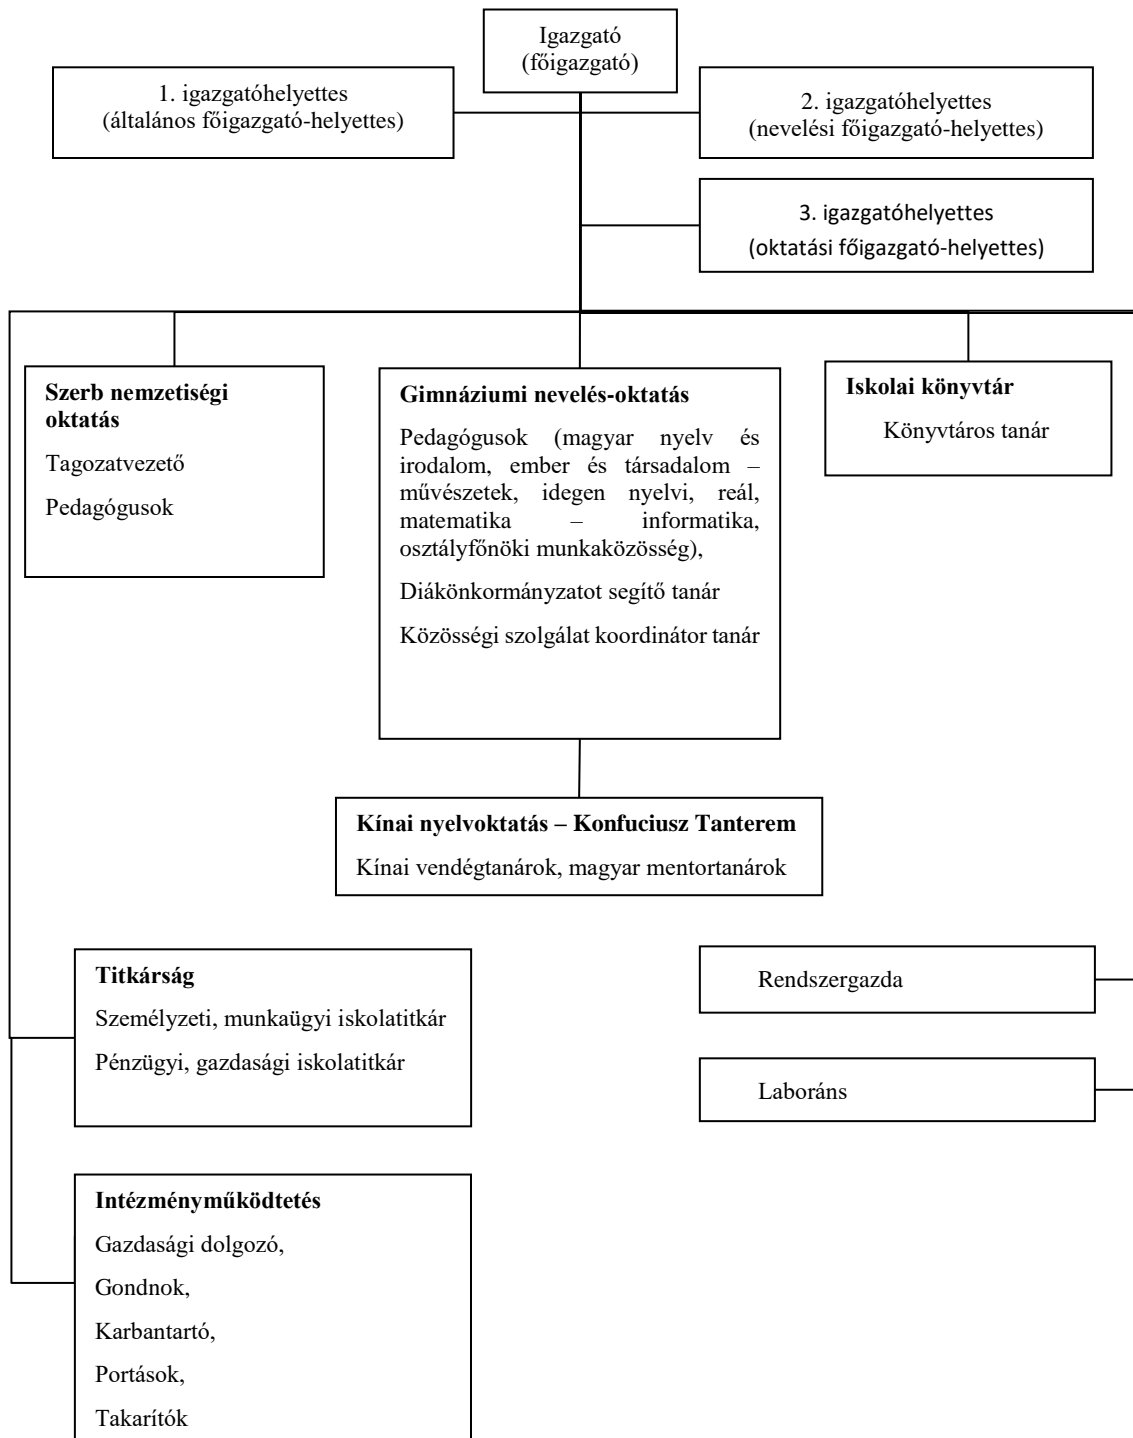 Igazgató
(főigazgató)
1. igazgatóhelyettes
(általános főigazgató-helyettes)
2. igazgatóhelyettes
(nevelési főigazgató-helyettes)
3. igazgatóhelyettes
(oktatási főigazgató-helyettes)
Szerb nemzetiségi
oktatás
Tagozatvezető
Pedagógusok
Gimnáziumi nevelés-oktatás
Pedagógusok (magyar nyelv és
irodalom, ember és társadalom –
művészetek, idegen nyelvi, reál,
matematika – informatika,
osztályfőnöki munkaközösség),
Diákönkormányzatot segítő tanár
Közösségi szolgálat koordinátor tanár
Iskolai könyvtár
Könyvtáros tanár
Kínai nyelvoktatás – Konfuciusz Tanterem
Kínai vendégtanárok, magyar mentortanárok
Titkárság
Személyzeti, munkaügyi iskolatitkár
Pénzügyi, gazdasági iskolatitkár
Rendszergazda
Laboráns
Intézményműködtetés
Gazdasági dolgozó,
Gondnok,
Karbantartó,
Portások,
Takarítók